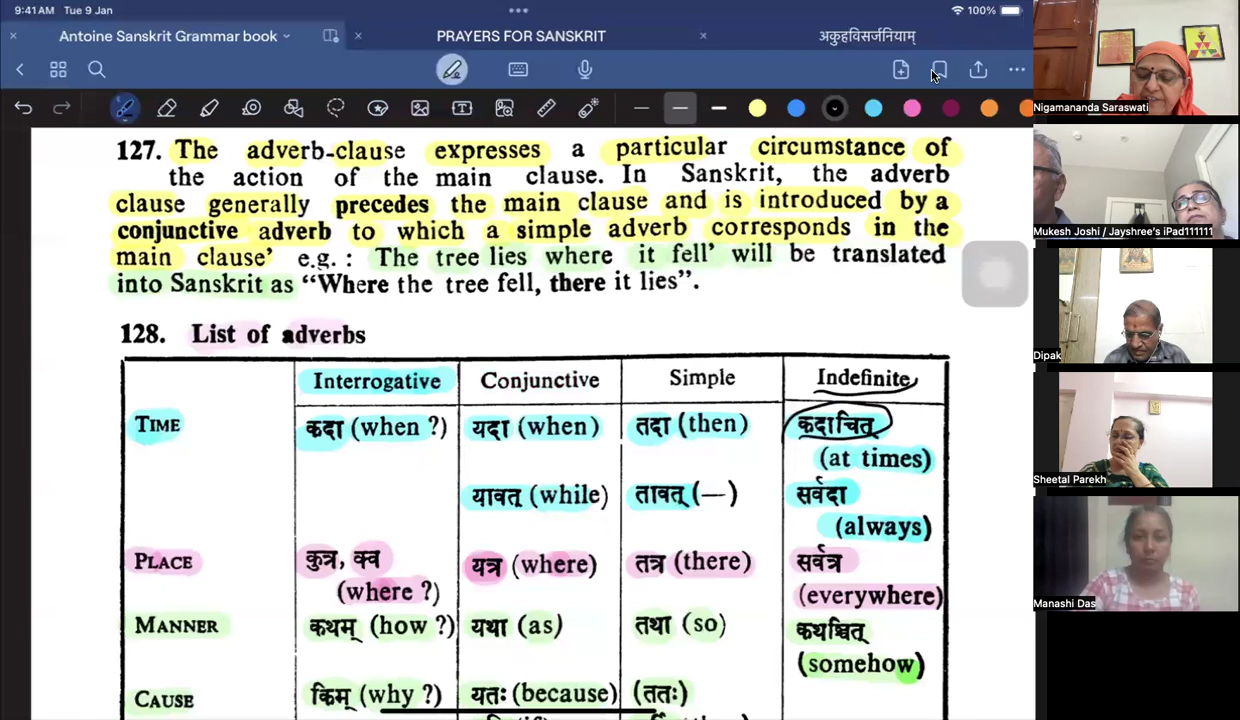 9:41 AM Tue 9 Jan
100%
Antoine Sanskrit Grammar book
PRAYERS FOR SANSKRIT
अकुहविसर्जनियाम्
127. The adverb-clause expresses a particular circumstance of
the action of the main clause. In Sanskrit, the adverb
clause generally precedes the main clause and is introduced by a
conjunctive adverb to which a simple adverb corresponds in the
main clause’ e.g. : The tree lies where it fell’ will be translated
into Sanskrit as “Where the tree fell, there it lies”.
128. List of adverbs
Interrogative Conjunctive Simple Indefinite
TIME कदा (when ?) यदा (when) तदा (then) कदाचित्
(at times)
यावत् (while) तावत् (—) सर्वदा
(always)
PLACE कुत्र, क्व यत्र (where) तत्र (there) सर्वत्र
(where ?) (everywhere)
MANNER कथम् (how ?) यथा (as) तथा (so) कथञ्चित्
(somehow)
CAUSE किम् (why ?) यतः (because) (ततः)
Nigamananda Saraswati
Mukesh Joshi / Jayshree's iPad111111
Dipak
Sheetal Parekh
Manashi Das